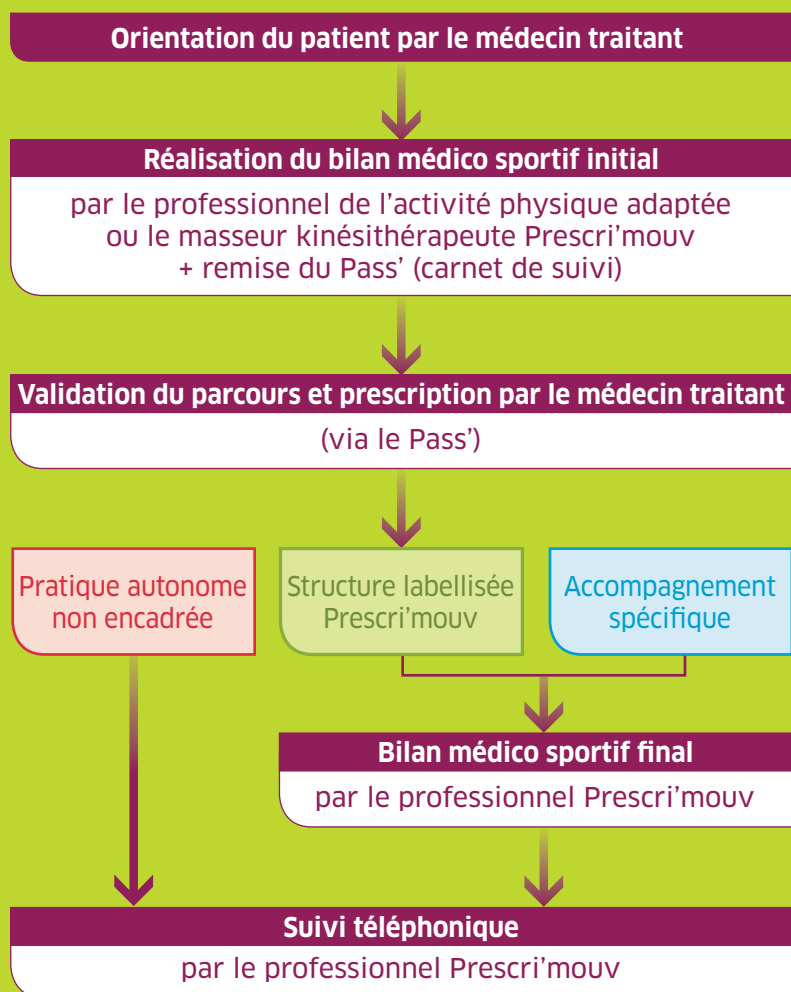 Orientation du patient par le médecin traitant
Réalisation du bilan médico sportif initial
par le professionnel de l'activité physique adaptée
ou le masseur kinésithérapeute Prescri'mouv
+ remise du Pass' (carnet de suivi)
Validation du parcours et prescription par le médecin traitant
(via le Pass')
Pratique autonome
non encadrée
Structure labellisée
Prescri'mouv
Accompagnement
spécifique
Bilan médico sportif final
par le professionnel Prescri'mouv
Suivi téléphonique
par le professionnel Prescri'mouv